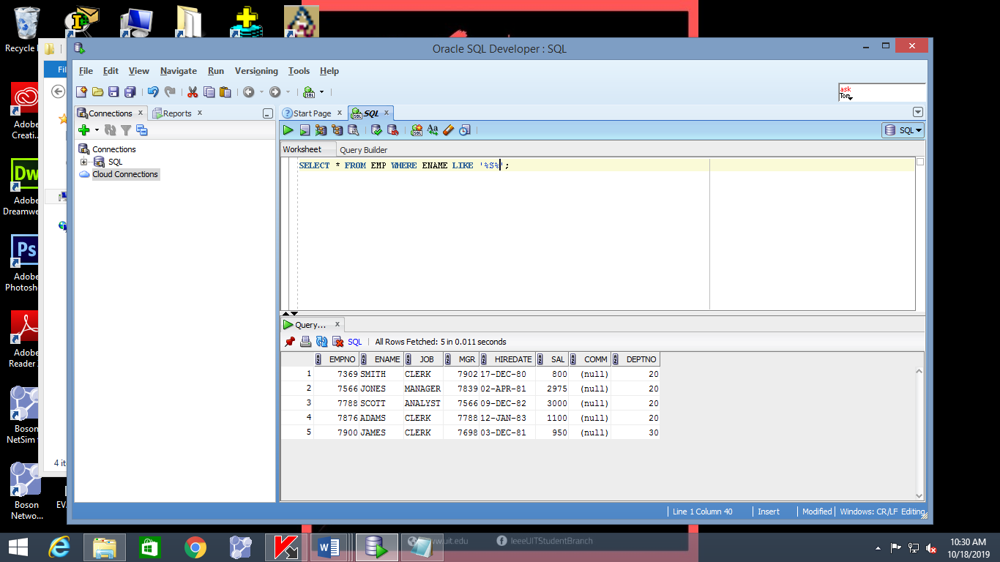 Recycle
Oracle SQL Developer : SQL
Fil
File Edit View Navigate Run Versioning Tools Help
ask
Tom
Adobe
Creati...
Connections x Reports x
Start Page x SQL x
SQL
Connections
SQL
Cloud Connections
Worksheet Query Builder
SELECT * FROM EMP WHERE ENAME LIKE '%S%';
Dw
Adobe
Dreamwe
Ps
Adobe
Photosh
Adobe
Reader
Boson
NetSim
4 it
Boson
Netwo...
EV
Query... x
SQL All Rows Fetched: 5 in 0.011 seconds
EMPNO ENAME JOB MGR HIREDATE SAL COMM DEPTNO
1 7369 SMITH CLERK 7902 17-DEC-80 800 (null) 20
2 7566 JONES MANAGER 7839 02-APR-81 2975 (null) 20
3 7788 SCOTT ANALYST 7566 09-DEC-82 3000 (null) 20
4 7876 ADAMS CLERK 7788 12-JAN-83 1100 (null) 20
5 7900 JAMES CLERK 7698 03-DEC-81 950 (null) 30
Line 1 Column 40 Insert Modified Windows: CR/LF Editing
.uit.edu IeeeUITStudentBranch
10:30 AM
10/18/2019